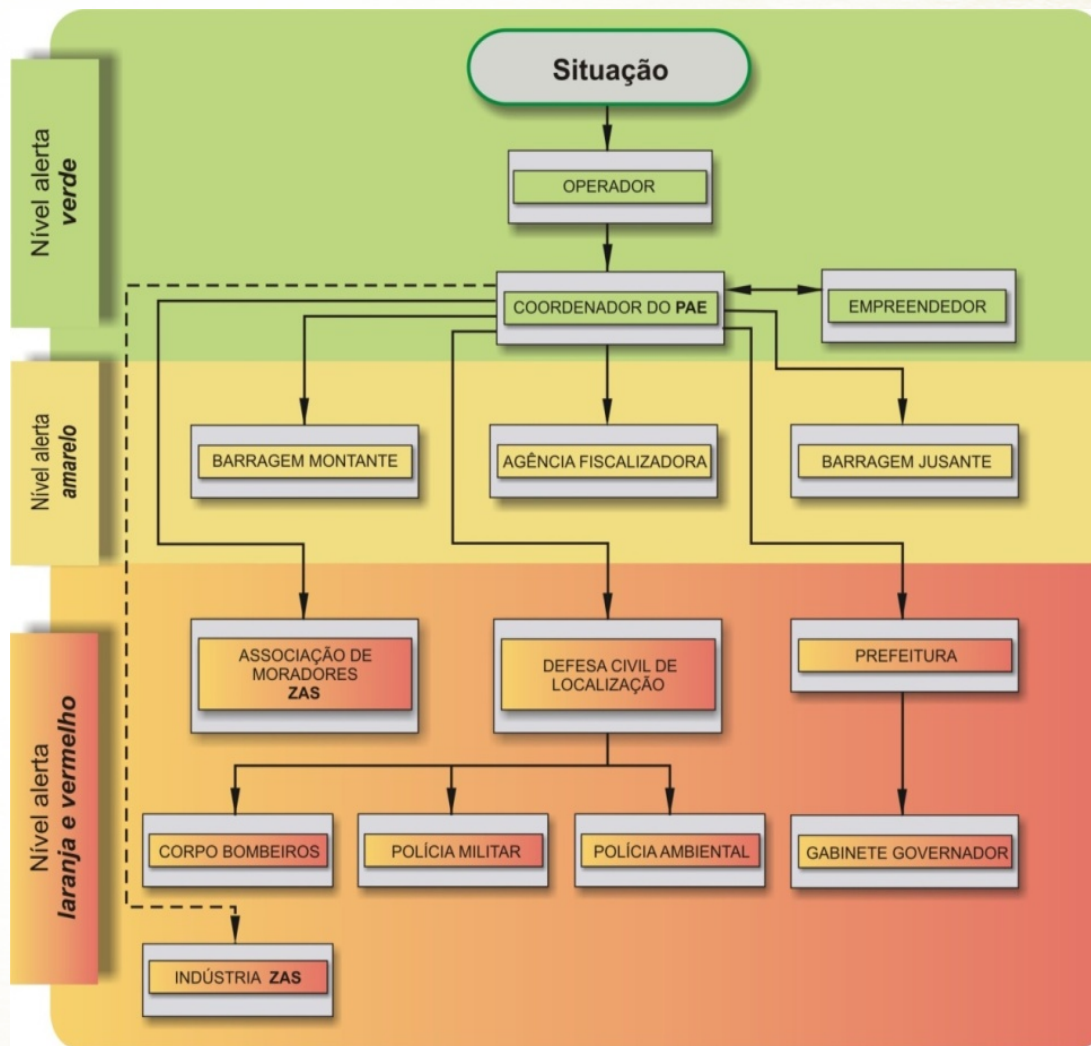 Situação
Nível alerta
verde
OPERADOR
COORDENADOR DO PAE
EMPREENDEDOR
Nível alerta
amarelo
BARRAGEM MONTANTE
AGÊNCIA FISCALIZADORA
BARRAGEM JUSANTE
Nível alerta
laranja e vermelho
ASSOCIAÇÃO DE
MORADORES
ZAS
DEFESA CIVIL DE
LOCALIZAÇÃO
PREFEITURA
CORPO BOMBEIROS
POLÍCIA MILITAR
POLÍCIA AMBIENTAL
GABINETE GOVERNADOR
INDÚSTRIA ZAS